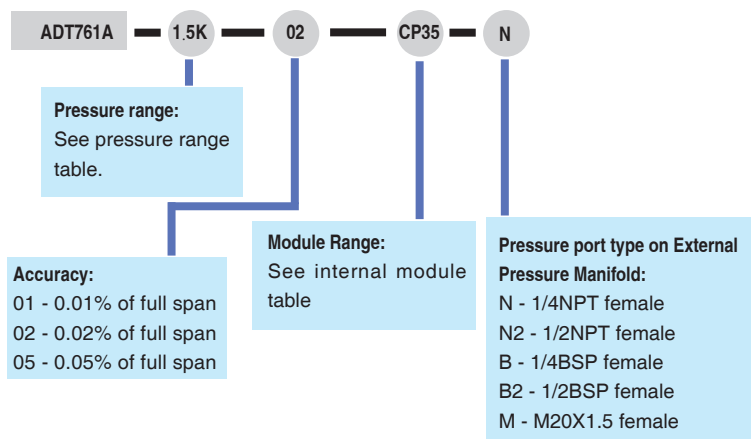 ADT761A 1.5K 02 CP35 N
Pressure range:
See pressure range
table.
Accuracy:
01 - 0.01% of full span
02 - 0.02% of full span
05 - 0.05% of full span
Module Range:
See internal module
table
Pressure port type on External
Pressure Manifold:
N - 1/4NPT female
N2 - 1/2NPT female
B - 1/4BSP female
B2 - 1/2BSP female
M - M20X1.5 female